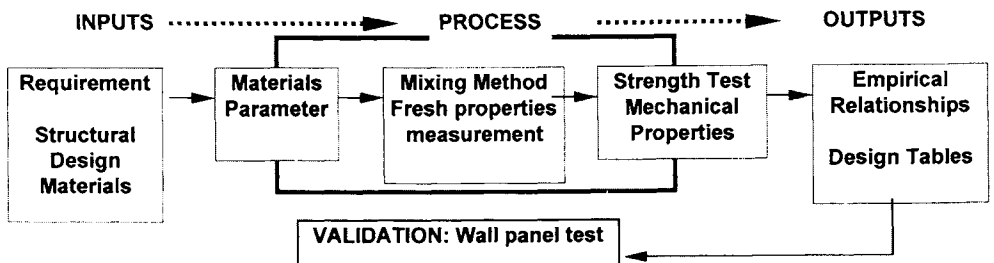 INPUTS PROCESS OUTPUTS
Requirement
Structural
Design
Materials
Materials
Parameter
Mixing Method
Fresh properties
measurement
Strength Test
Mechanical
Properties
Empirical
Relationships
Design Tables
VALIDATION: Wall panel test